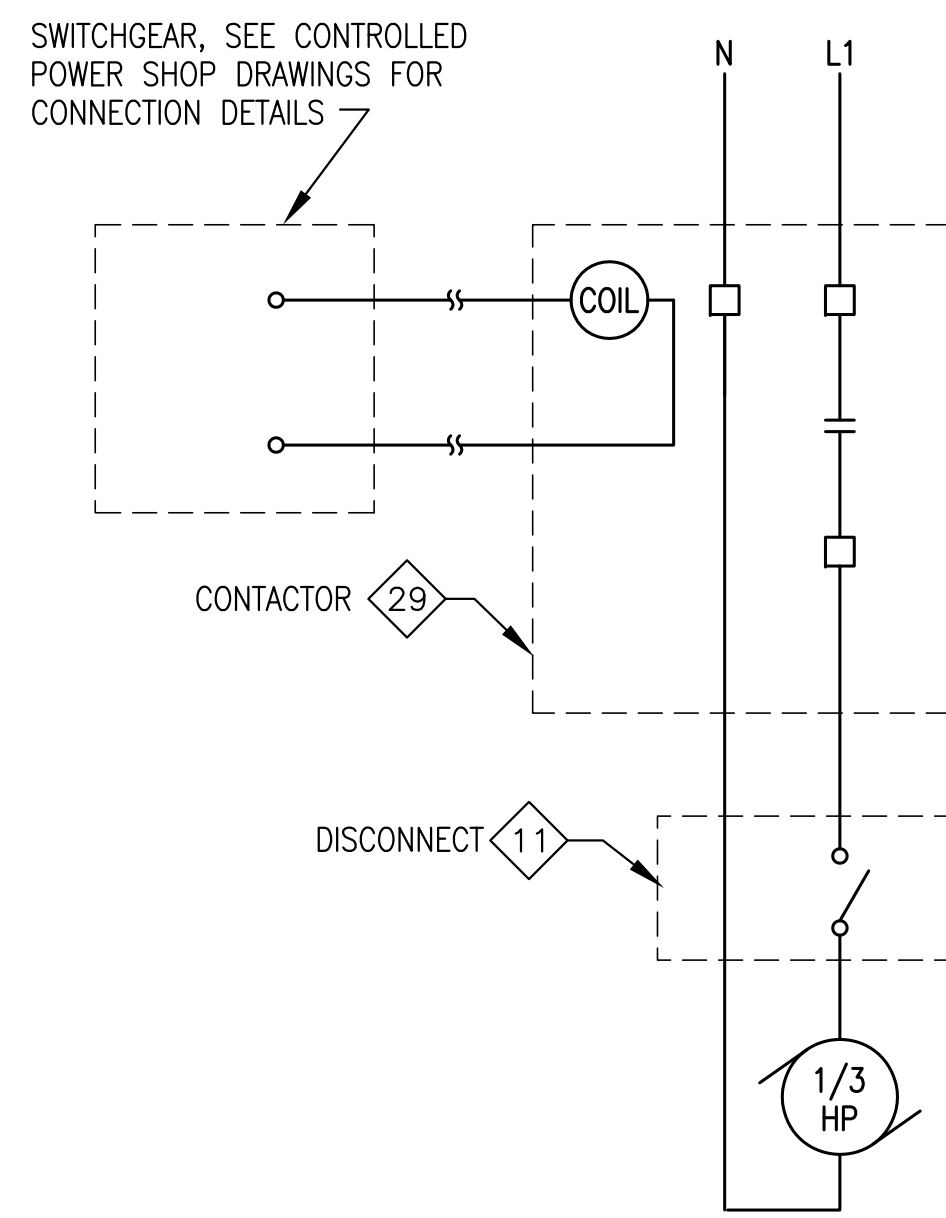 SWITCHGEAR, SEE CONTROLLED
POWER SHOP DRAWINGS FOR
CONNECTION DETAILS
N
L1
COIL
CONTACTOR
29
DISCONNECT
11
1/3
HP